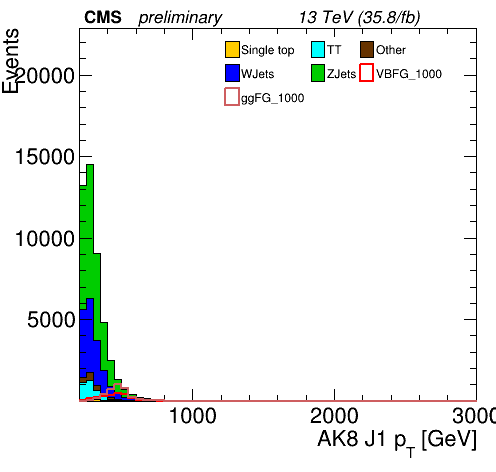 CMS preliminary 13 TeV (35.8/fb)
Events
Single top TT Other
WJets ZJets VBFG_1000
ggFG_1000
20000
15000
10000
5000
1000 2000 3000
AK8 J1 p_T [GeV]